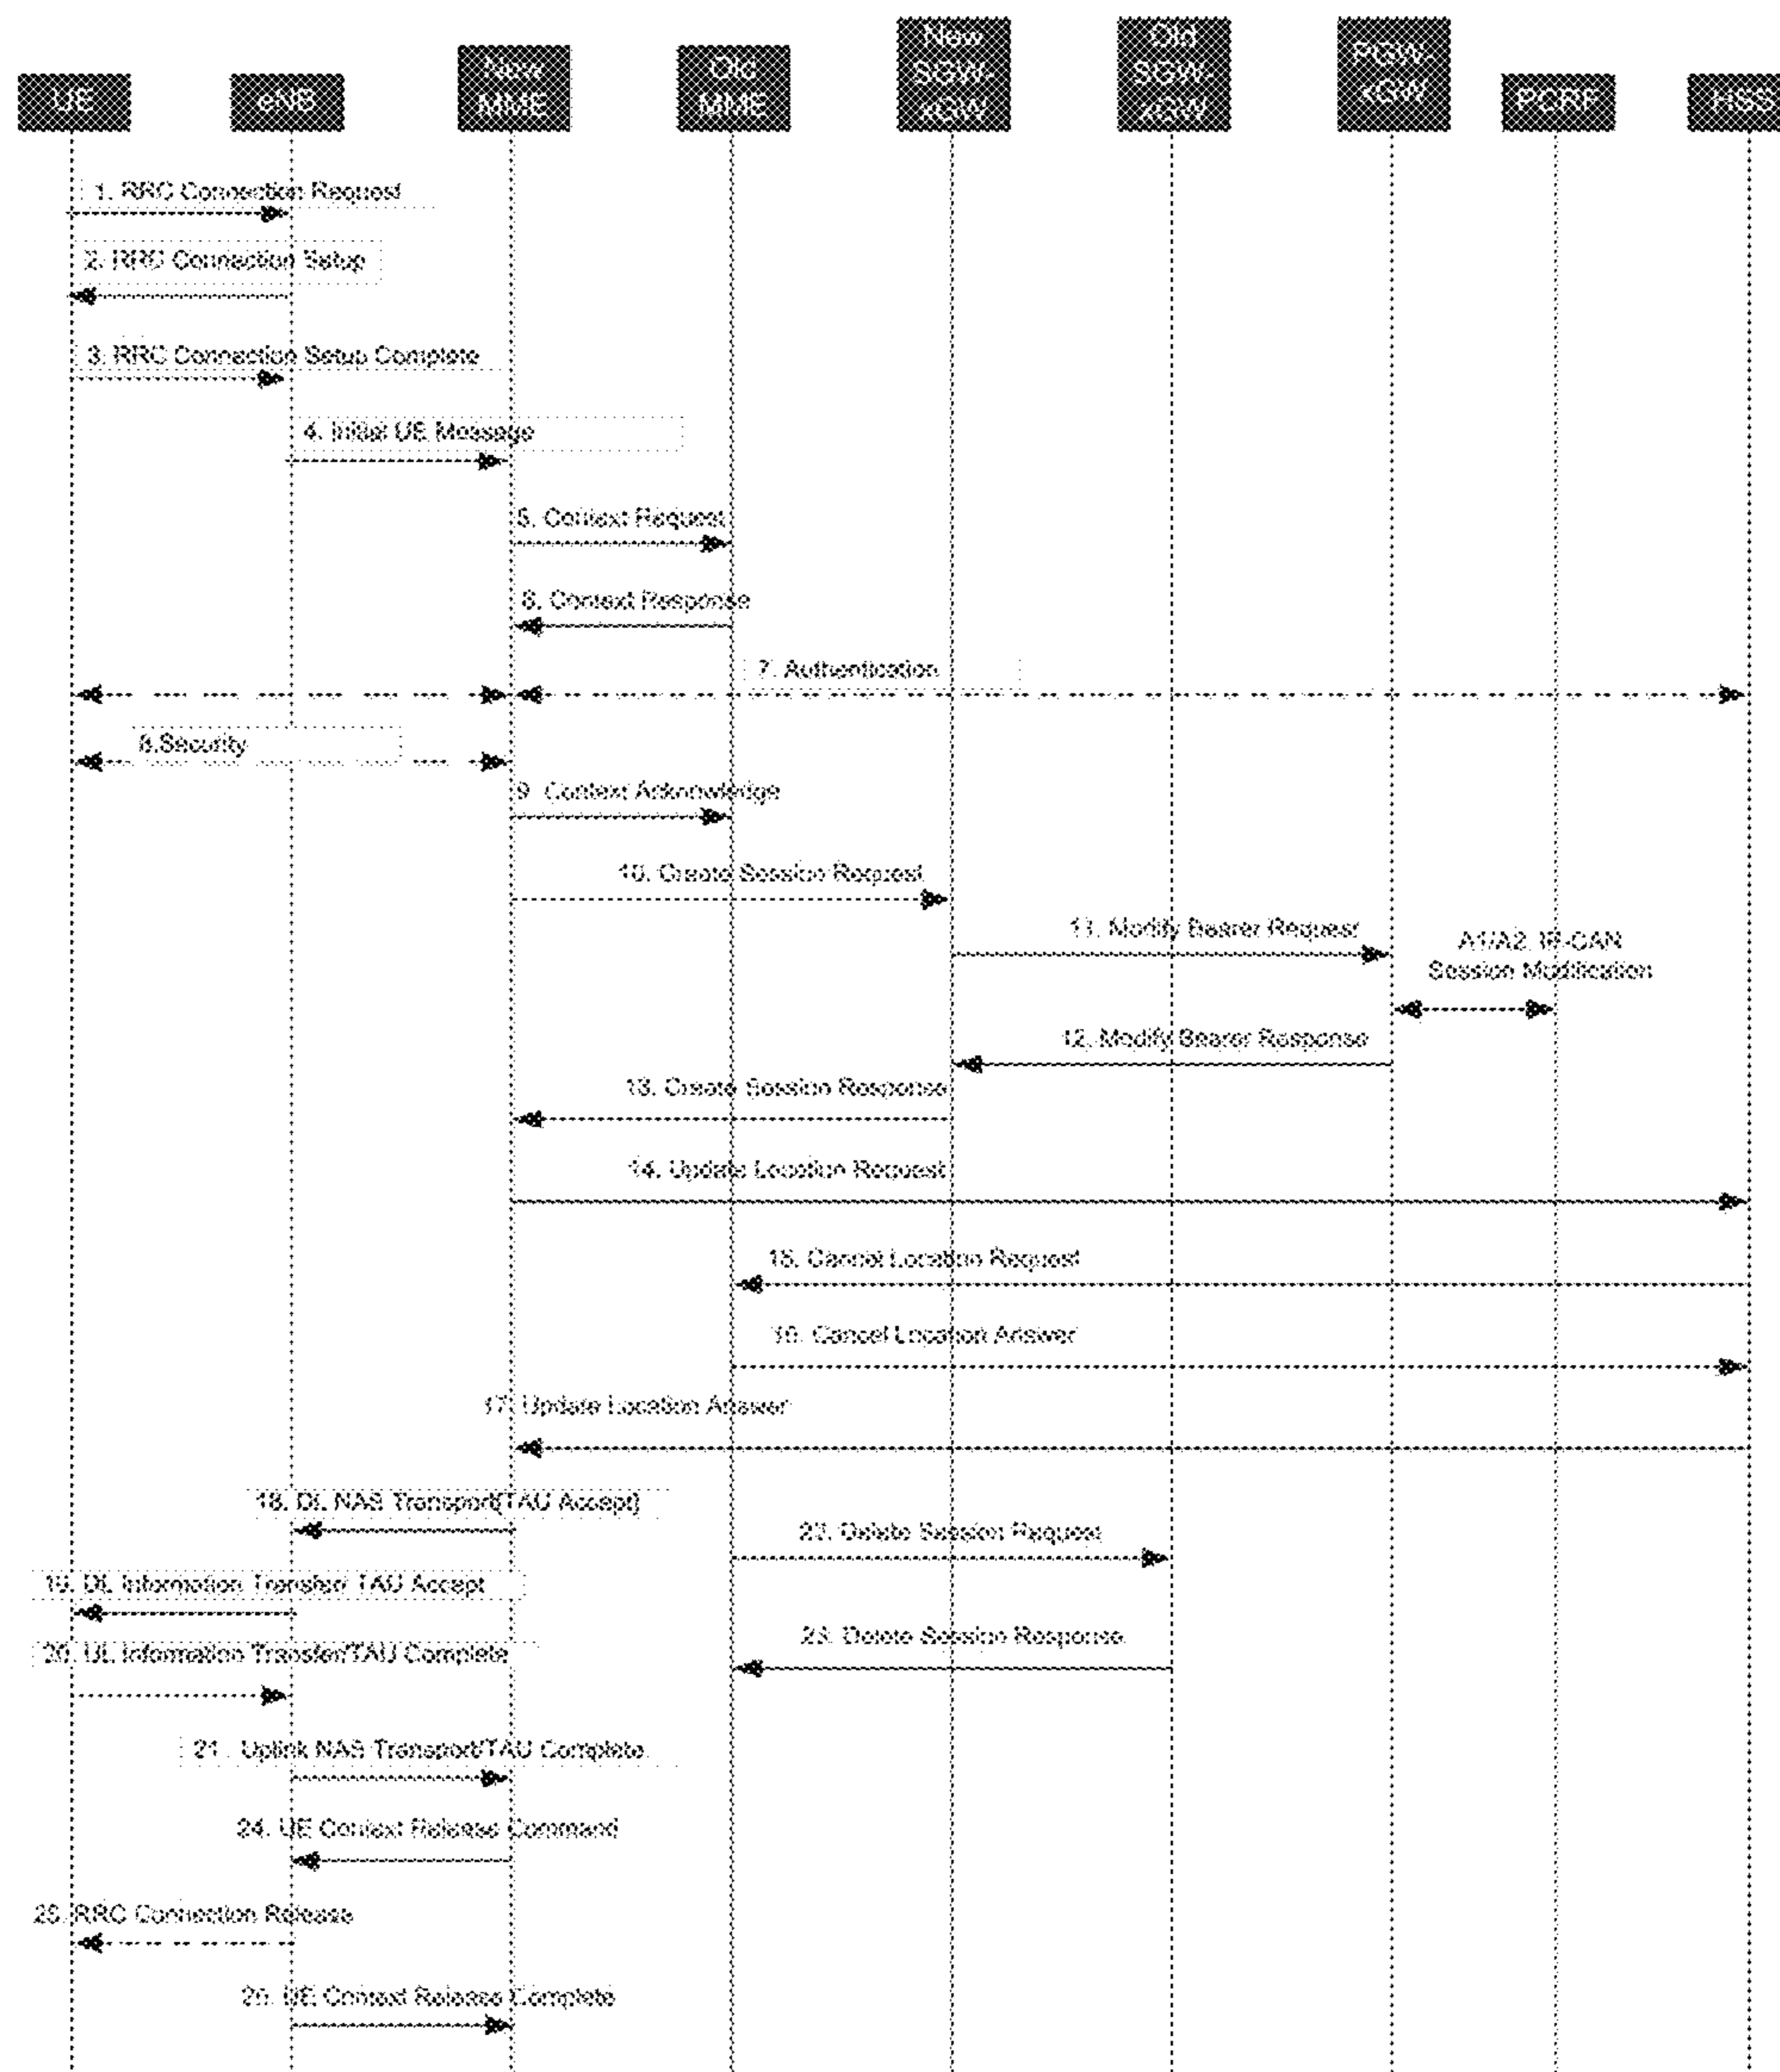 UE
eNB
New
MME
Old
MME
New
SGW-
xGW
Old
SGW-
xGW
PGW-
xGW
PCRF
HSS
1. RRC Connection Request
2. RRC Connection Setup
3. RRC Connection Setup Complete
4. Initial UE Message
5. Context Request
6. Context Response
7. Authentication
8.Security
9. Context Acknowledge
10. Create Session Request
11. Modify Bearer Request
A1/A2. IP-CAN
Session Modification
12. Modify Bearer Response
13. Create Session Response
14. Update Location Request
15. Cancel Location Request
16. Cancel Location Answer
17. Update Location Answer
18. DL NAS Transport[TAU Accept]
22. Delete Session Request
19. DL Information Transfer/ TAU Accept
23. Delete Session Response
20. UL Information Transfer/TAU Complete
21. Uplink NAS Transport/TAU Complete
24. UE Context Release Command
25. RRC Connection Release
26. UE Context Release Complete